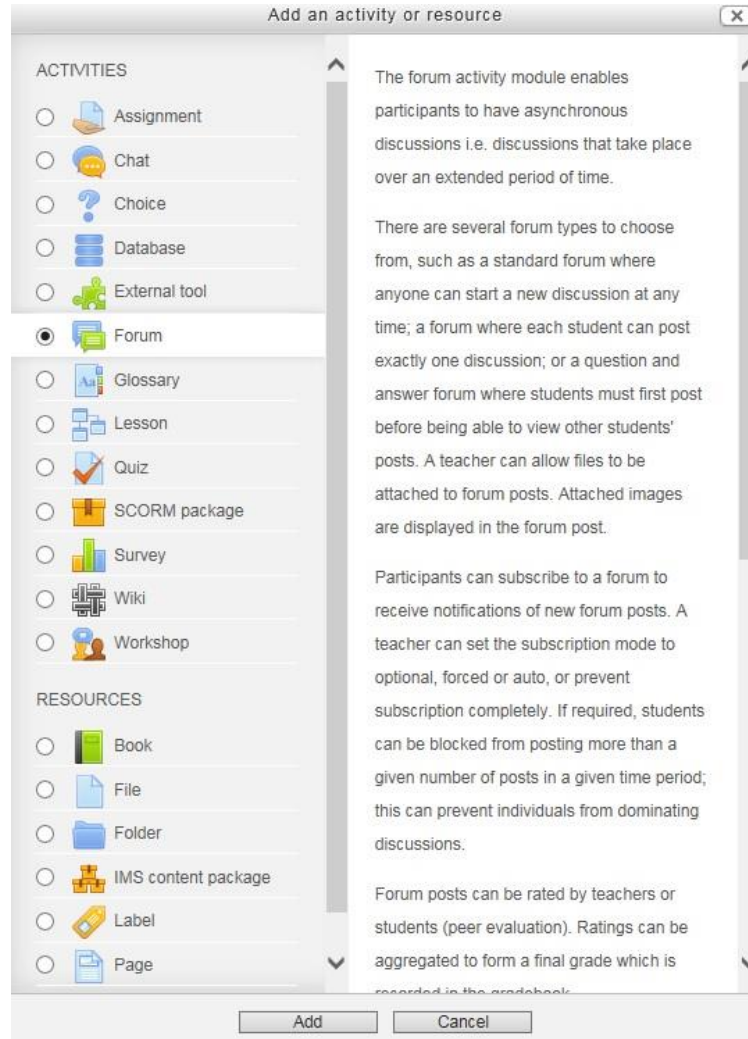 Add an activity or resource
ACTIVITIES
Assignment
Chat
Choice
Database
External tool
Forum
Glossary
Lesson
Quiz
SCORM package
Survey
Wiki
Workshop
RESOURCES
Book
File
Folder
IMS content package
Label
Page
The forum activity module enables
participants to have asynchronous
discussions i.e. discussions that take place
over an extended period of time.
There are several forum types to choose
from, such as a standard forum where
anyone can start a new discussion at any
time; a forum where each student can post
exactly one discussion; or a question and
answer forum where students must first post
before being able to view other students'
posts. A teacher can allow files to be
attached to forum posts. Attached images
are displayed in the forum post.
Participants can subscribe to a forum to
receive notifications of new forum posts. A
teacher can set the subscription mode to
optional, forced or auto, or prevent
subscription completely. If required, students
can be blocked from posting more than a
given number of posts in a given time period;
this can prevent individuals from dominating
discussions.
Forum posts can be rated by teachers or
students (peer evaluation). Ratings can be
aggregated to form a final grade which is
recorded in the gradebook.
Add
Cancel